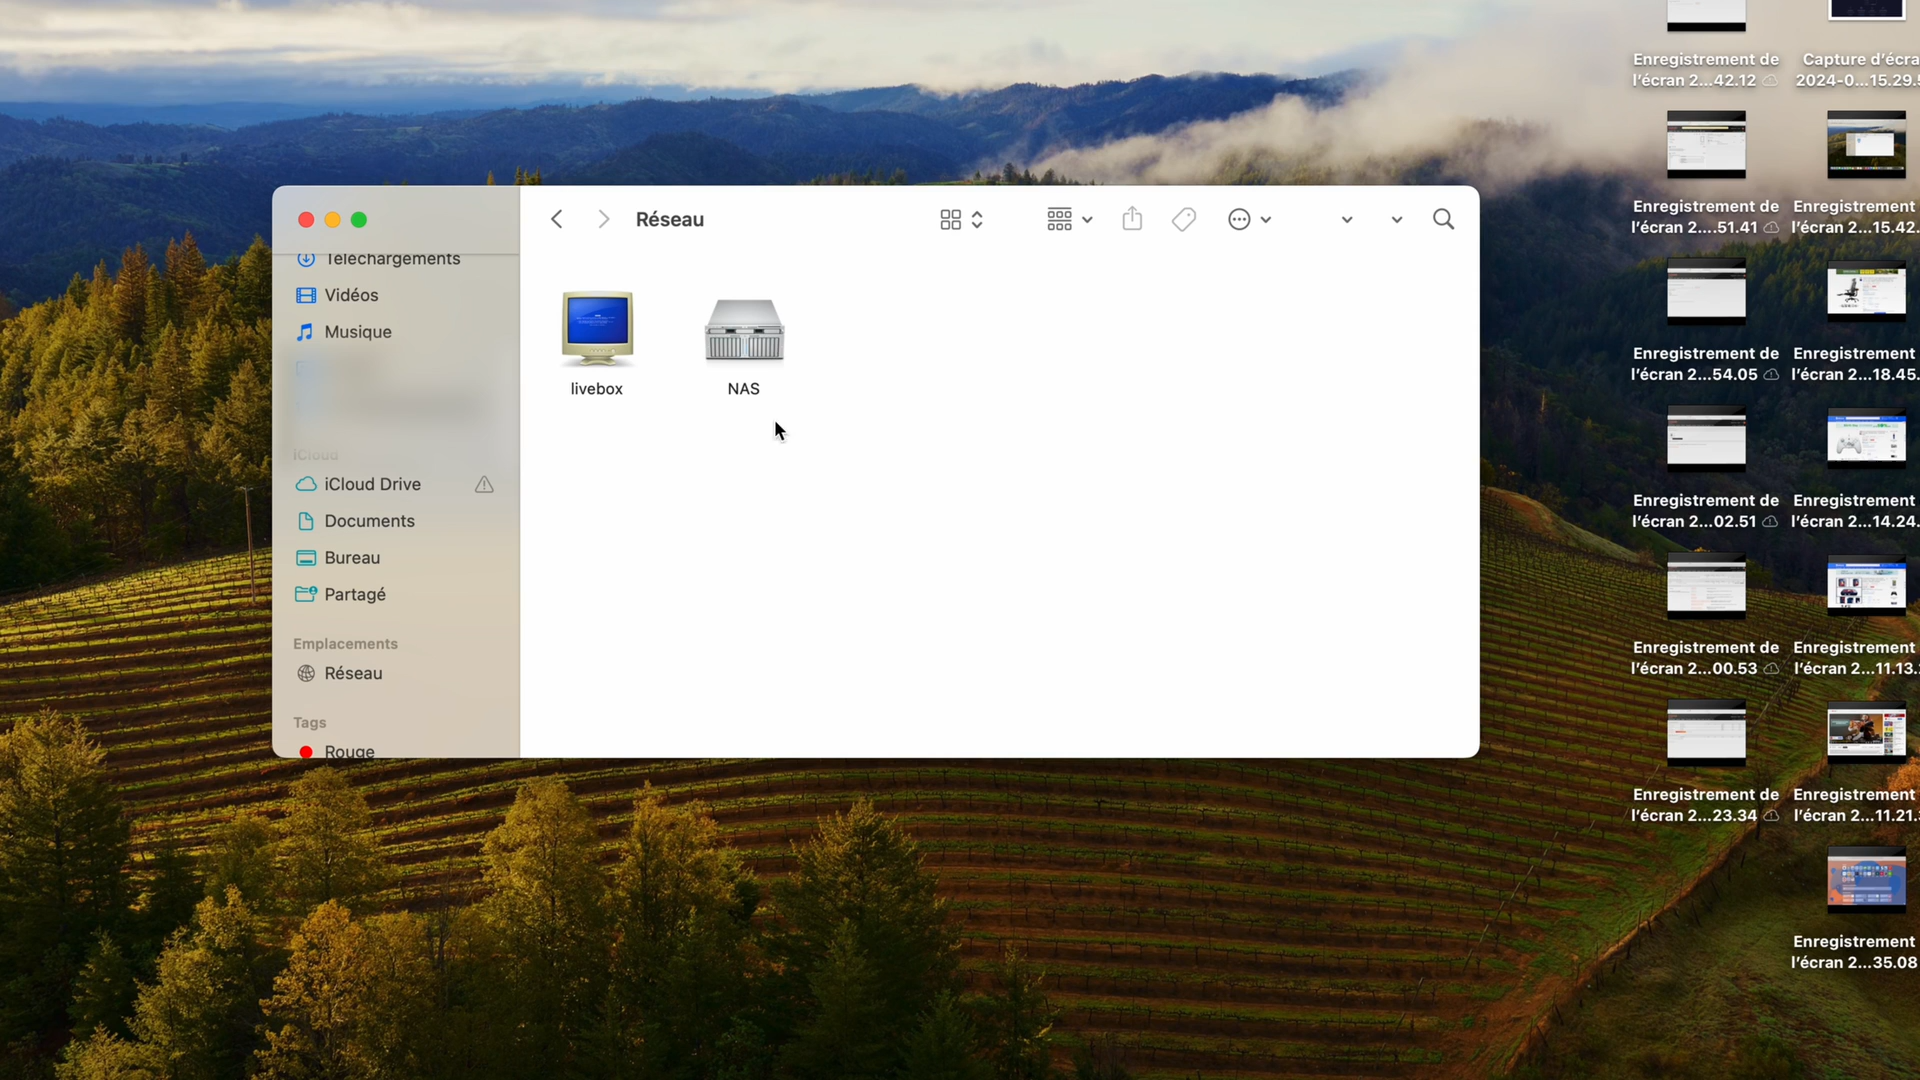 Réseau
Téléchargements
Vidéos
Musique
iCloud
iCloud Drive
Documents
Bureau
Partagé
Emplacements
Réseau
Tags
Rouge
livebox
NAS
Enregistrement de
l'écran 2...42.12
Capture d'écra
2024-0...15.29.5
Enregistrement de
l'écran 2....51.41
Enregistrement
l'écran 2...15.42.
Enregistrement de
l'écran 2...54.05
Enregistrement
l'écran 2...18.45.
Enregistrement de
l'écran 2...02.51
Enregistrement
l'écran 2...14.24.
Enregistrement de
l'écran 2...00.53
Enregistrement
l'écran 2...11.13.
Enregistrement de
l'écran 2...23.34
Enregistrement
l'écran 2...11.21.
Enregistrement
l'écran 2...35.08